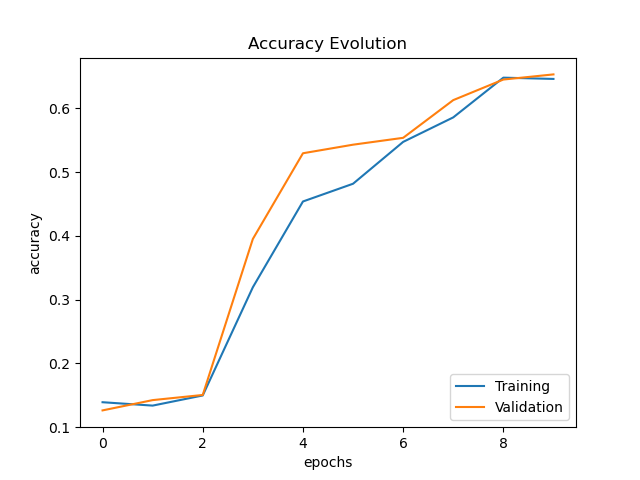 Accuracy Evolution
accuracy
0.6
0.5
0.4
0.3
0.2
0.1
Training
Validation
0 2 4 6 8
epochs